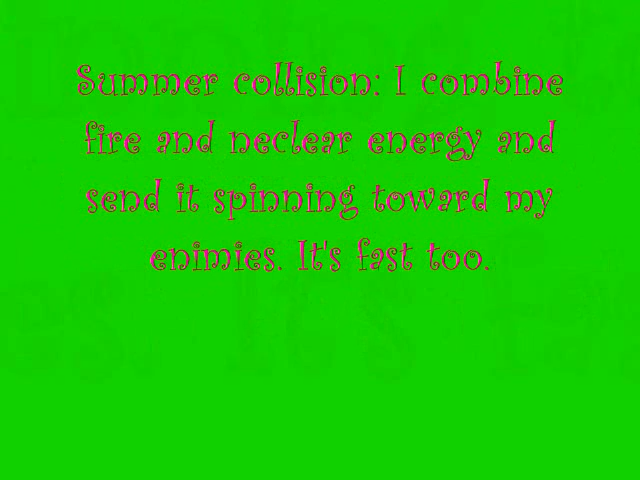 Summer collision: I combine
fire and neclear energy and
send it spinning toward my
enimies. It's fast too.